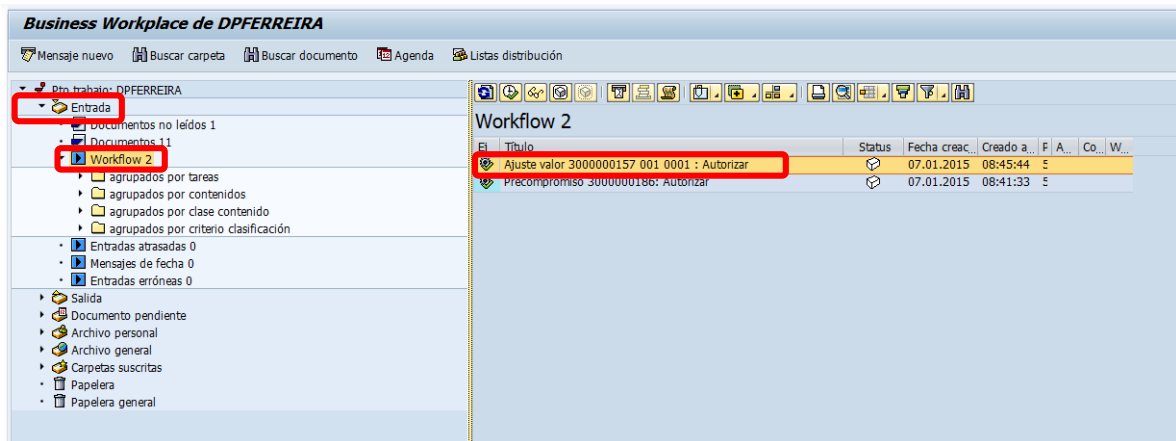 Business Workplace de DPFERREIRA
Mensaje nuevo Buscar carpeta Buscar documento Agenda Listas distribución
Pto.trabajo: DPFERREIRA
Entrada
Documentos no leídos 1
Documentos 11
Workflow 2
agrupados por tareas
agrupados por contenidos
agrupados por clase contenido
agrupados por criterio clasificación
Entradas atrasadas 0
Mensajes de fecha 0
Entradas erróneas 0
Salida
Documento pendiente
Archivo personal
Archivo general
Carpetas suscritas
Papelera
Papelera general
Workflow 2
Ej Título Status Fecha creac... Creado a... P A... Co... W...
Ajuste valor 3000000157 001 0001 : Autorizar 07.01.2015 08:45:44 5
Precompromiso 3000000186: Autorizar 07.01.2015 08:41:33 5